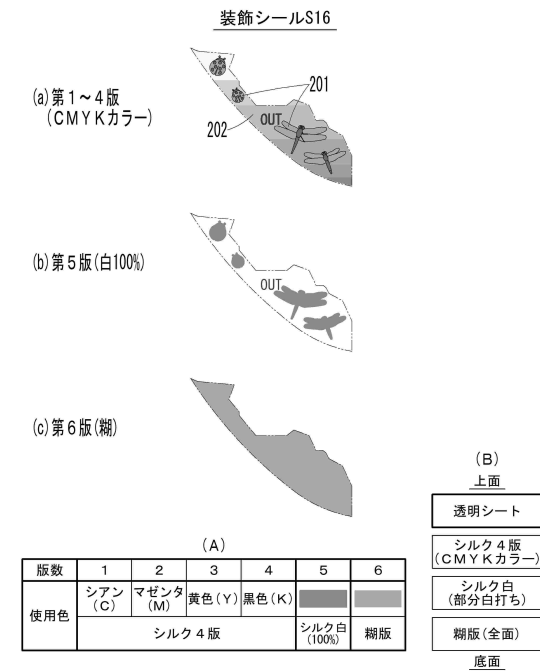 装飾シールS16
(a)第1～4版
(CMYKカラー)
201
OUT
202
(b)第5版(白100%)
OUT
(c)第6版(糊)
(A)
版数 1 2 3 4 5 6
使用色 シアン(C) マゼンタ(M) 黄色(Y) 黒色(K)
シルク4版 シルク白(100%) 糊版
(B)
上面
透明シート
シルク4版
(CMYKカラー)
シルク白
(部分白打ち)
糊版(全面)
底面